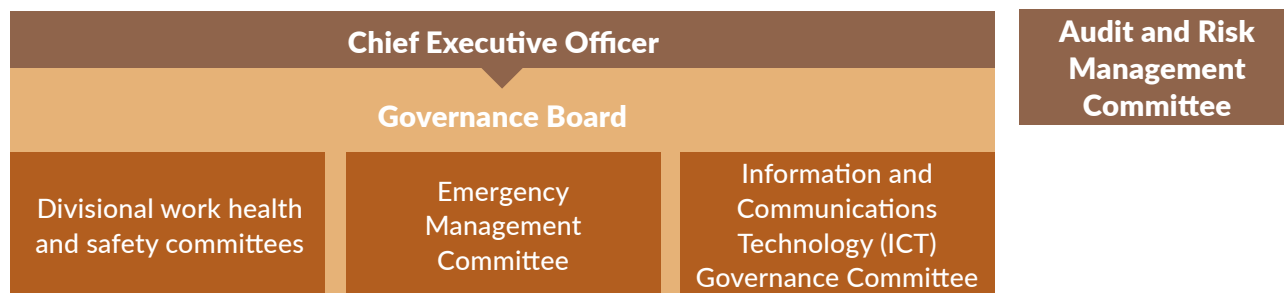 Chief Executive Officer
Governance Board
Divisional work health
and safety committees
Emergency
Management
Committee
Information and
Communications
Technology (ICT)
Governance Committee
Audit and Risk
Management
Committee